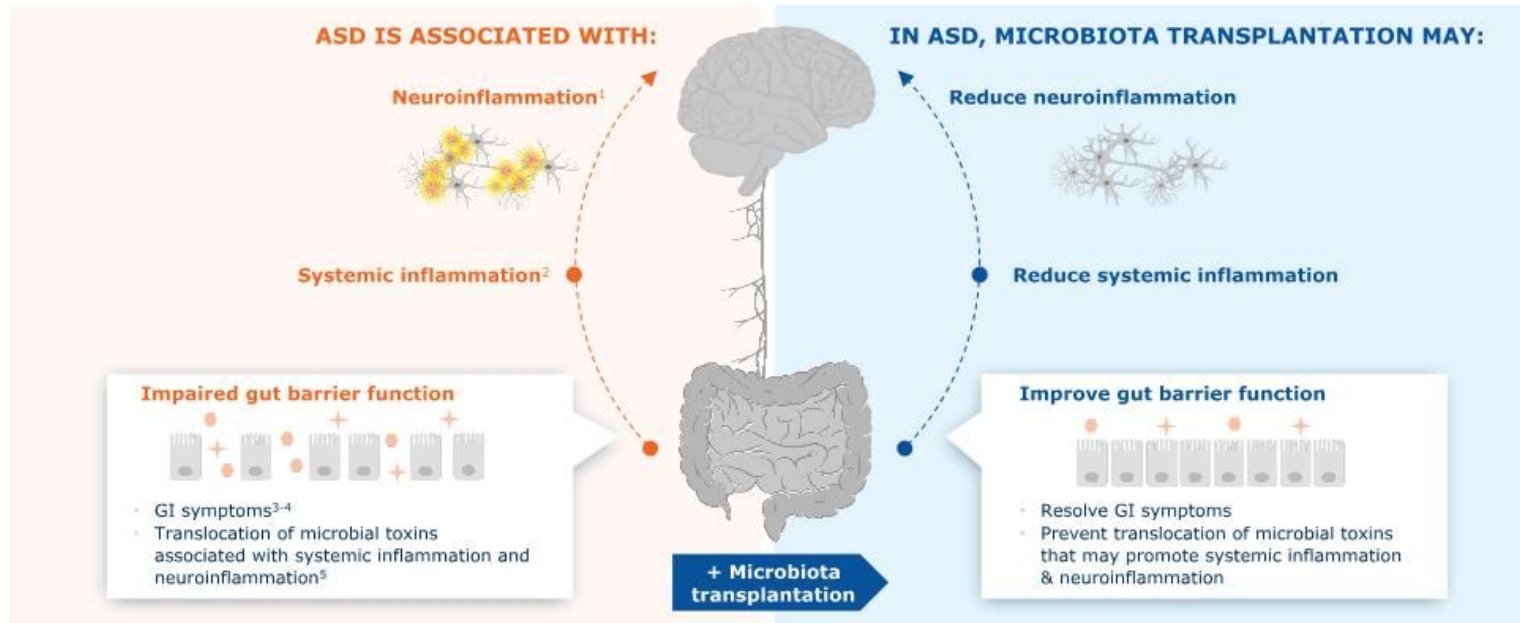 ASD IS ASSOCIATED WITH:
Neuroinflammation¹
Systemic inflammation²
Impaired gut barrier function
GI symptoms³⁻⁴
Translocation of microbial toxins
associated with systemic inflammation and
neuroinflammation⁵
+ Microbiota
transplantation
IN ASD, MICROBIOTA TRANSPLANTATION MAY:
Reduce neuroinflammation
Reduce systemic inflammation
Improve gut barrier function
Resolve GI symptoms
Prevent translocation of microbial toxins
that may promote systemic inflammation
& neuroinflammation